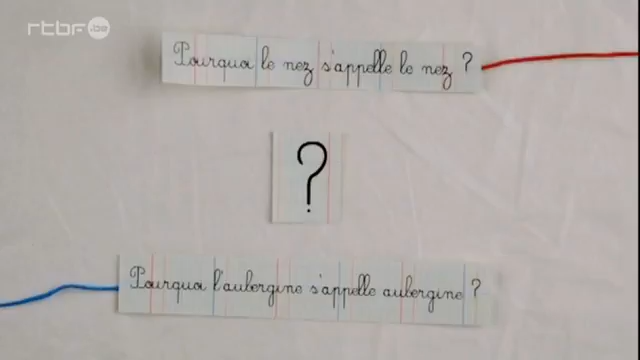 rtbf.be
Pourquoi le nez s'appelle le nez ?
?
Pourquoi l'aubergine s'appelle aubergine ?